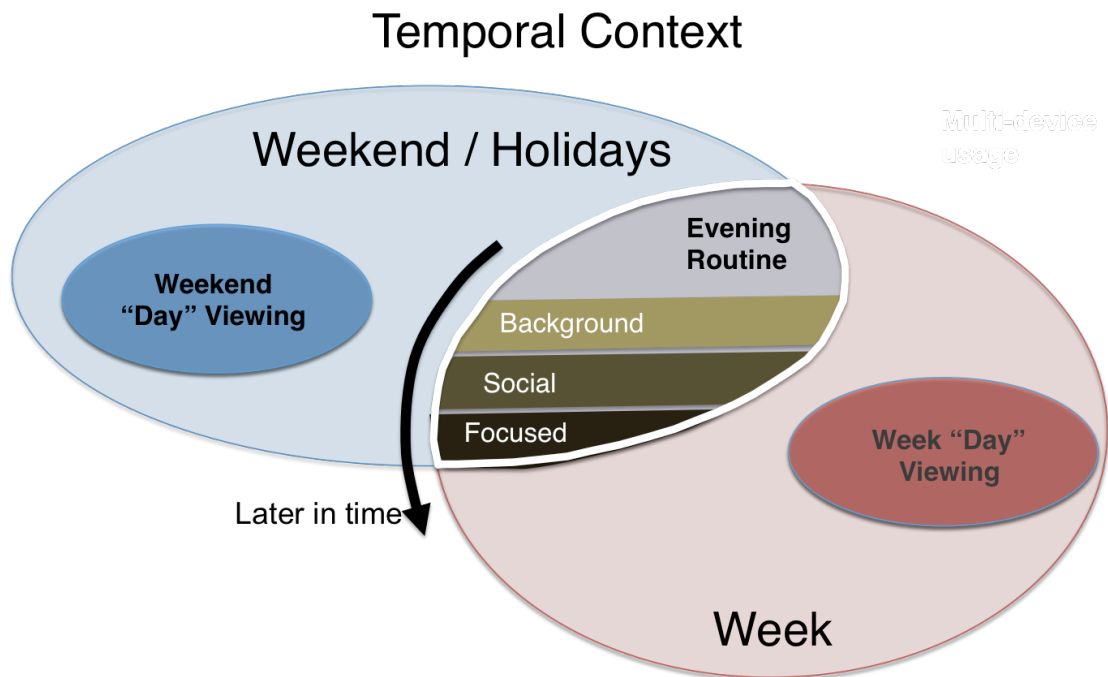 Temporal Context
Multi-device
usage
Weekend / Holidays
Evening
Routine
Weekend
“Day” Viewing
Background
Social
Focused
Week “Day”
Viewing
Later in time
Week